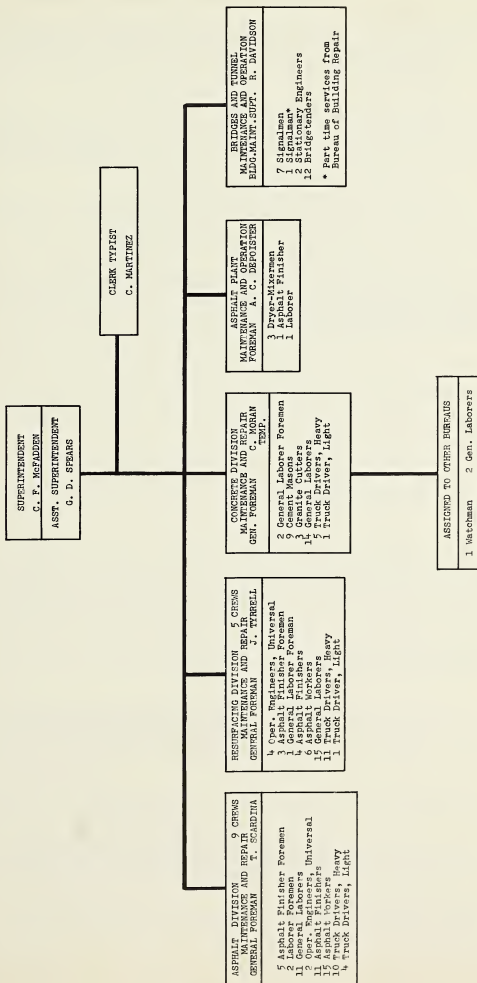 SUPERINTENDENT
C. F. McFADDEN
ASST. SUPERINTENDENT
G. D. SPEARS
CLERK TYPIST
C. MARTINEZ
ASPHALT DIVISION 9 CREWS
MAINTENANCE AND REPAIR
GENERAL FOREMAN T. SCARDINA
5 Asphalt Finisher Foremen
2 Laborer Foremen
11 General Laborers
2 Oper. Engineers, Universal
11 Asphalt Finishers
15 Asphalt Workers
10 Truck Drivers, Heavy
4 Truck Drivers, Light
RESURFACING DIVISION 5 CREWS
MAINTENANCE AND REPAIR
GENERAL FOREMAN J. TYRRELL
4 Oper. Engineers, Universal
3 Asphalt Finisher Foremen
1 General Laborer Foreman
4 Asphalt Finishers
6 Asphalt Workers
15 General Laborers
11 Truck Drivers, Heavy
1 Truck Driver, Light
CONCRETE DIVISION
MAINTENANCE AND REPAIR
GEN. FOREMAN C. MORAN
TEMP.
2 General Laborer Foremen
9 Cement Masons
3 Granite Cutters
14 General Laborers
5 Truck Drivers, Heavy
1 Truck Driver, Light
ASPHALT PLANT
MAINTENANCE AND OPERATION
FOREMAN A. C. DEPOISTER
3 Dryer-Mixermen
1 Asphalt Finisher
1 Laborer
BRIDGES AND TUNNEL
MAINTENANCE AND OPERATION
BLDG.MAINT.SUPT. R. DAVIDSON
7 Signalmen
1 Signalman*
2 Stationary Engineers
12 Bridgetenders
* Part time services from
Bureau of Building Repair
ASSIGNED TO OTHER BUREAUS
1 Watchman 2 Gen. Laborers